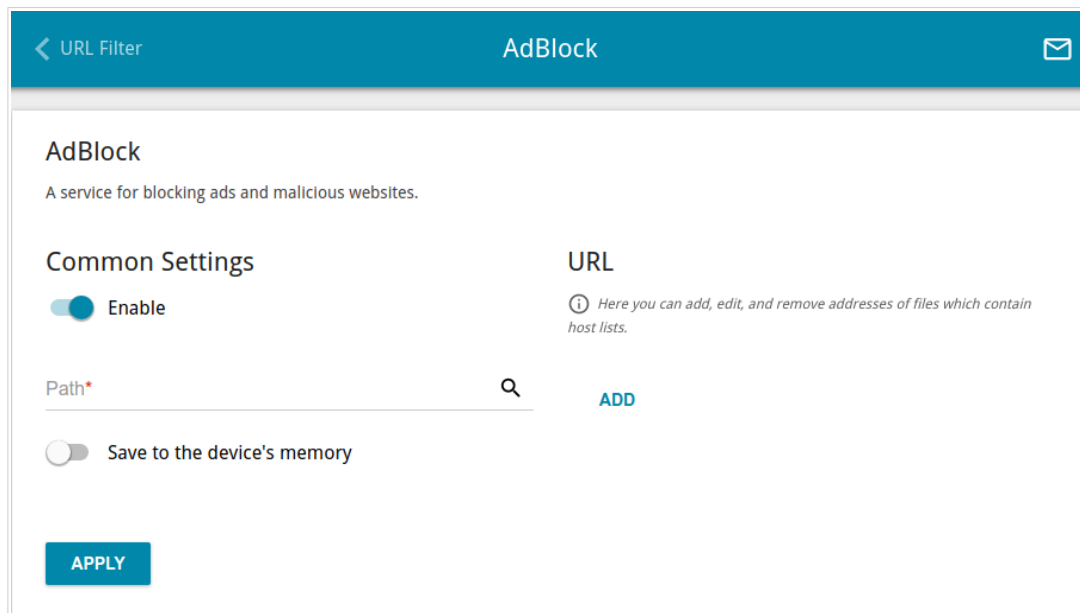 URL Filter
AdBlock
AdBlock
A service for blocking ads and malicious websites.
Common Settings
Enable
Path*
Save to the device's memory
APPLY
URL
Here you can add, edit, and remove addresses of files which contain
host lists.
ADD